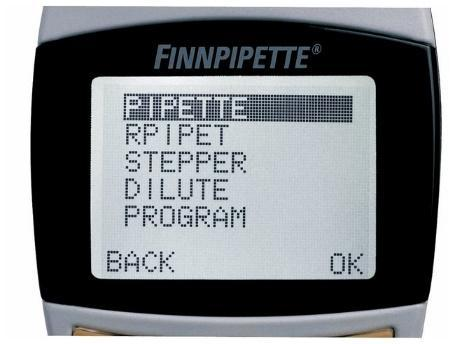 FINNPIPETTE®
PIPETTE
RPIPET
STEPPER
DILUTE
PROGRAM
BACK OK